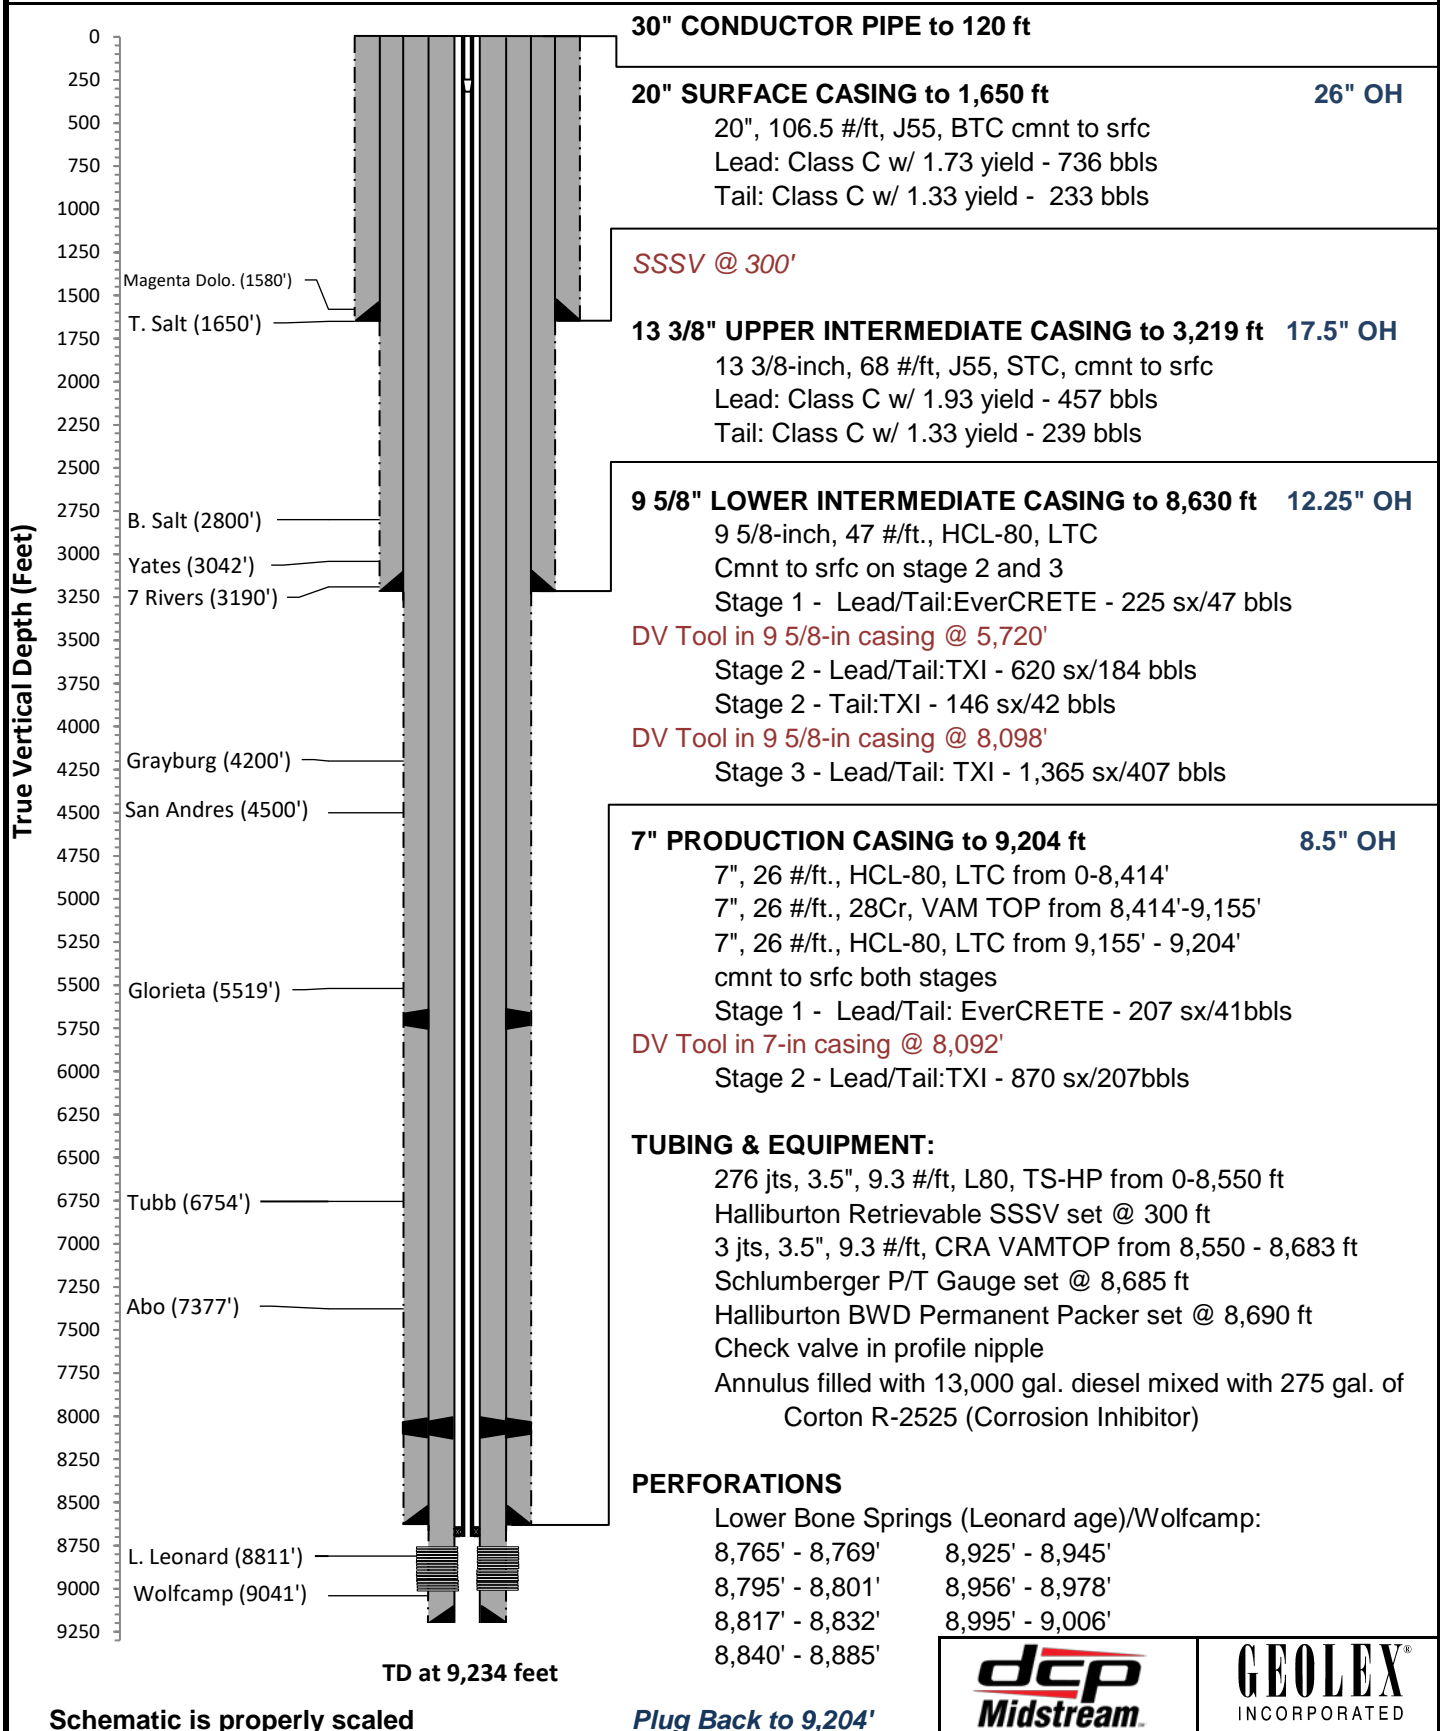 True Vertical Depth (Feet)
0
250
500
750
1000
1250
1500
1750
2000
2250
2500
2750
3000
3250
3500
3750
4000
4250
4500
4750
5000
5250
5500
5750
6000
6250
6500
6750
7000
7250
7500
7750
8000
8250
8500
8750
9000
9250
Magenta Dolo. (1580')
T. Salt (1650')
B. Salt (2800')
Yates (3042')
7 Rivers (3190')
Grayburg (4200')
San Andres (4500')
Glorieta (5519')
Tubb (6754')
Abo (7377')
L. Leonard (8811')
Wolfcamp (9041')
TD at 9,234 feet
Schematic is properly scaled
30" CONDUCTOR PIPE to 120 ft
20" SURFACE CASING to 1,650 ft 26" OH
20", 106.5 #/ft, J55, BTC cmnt to srfc
Lead: Class C w/ 1.73 yield - 736 bbls
Tail: Class C w/ 1.33 yield - 233 bbls
SSSV @ 300'
13 3/8" UPPER INTERMEDIATE CASING to 3,219 ft 17.5" OH
13 3/8-inch, 68 #/ft, J55, STC, cmnt to srfc
Lead: Class C w/ 1.93 yield - 457 bbls
Tail: Class C w/ 1.33 yield - 239 bbls
9 5/8" LOWER INTERMEDIATE CASING to 8,630 ft 12.25" OH
9 5/8-inch, 47 #/ft., HCL-80, LTC
Cmnt to srfc on stage 2 and 3
Stage 1 - Lead/Tail:EverCRETE - 225 sx/47 bbls
DV Tool in 9 5/8-in casing @ 5,720'
Stage 2 - Lead/Tail:TXI - 620 sx/184 bbls
Stage 2 - Tail:TXI - 146 sx/42 bbls
DV Tool in 9 5/8-in casing @ 8,098'
Stage 3 - Lead/Tail: TXI - 1,365 sx/407 bbls
7" PRODUCTION CASING to 9,204 ft 8.5" OH
7", 26 #/ft., HCL-80, LTC from 0-8,414'
7", 26 #/ft., 28Cr, VAM TOP from 8,414'-9,155'
7", 26 #/ft., HCL-80, LTC from 9,155' - 9,204'
cmnt to srfc both stages
Stage 1 - Lead/Tail: EverCRETE - 207 sx/41bbls
DV Tool in 7-in casing @ 8,092'
Stage 2 - Lead/Tail:TXI - 870 sx/207bbls
TUBING & EQUIPMENT:
276 jts, 3.5", 9.3 #/ft, L80, TS-HP from 0-8,550 ft
Halliburton Retrievable SSSV set @ 300 ft
3 jts, 3.5", 9.3 #/ft, CRA VAMTOP from 8,550 - 8,683 ft
Schlumberger P/T Gauge set @ 8,685 ft
Halliburton BWD Permanent Packer set @ 8,690 ft
Check valve in profile nipple
Annulus filled with 13,000 gal. diesel mixed with 275 gal. of
Corton R-2525 (Corrosion Inhibitor)
PERFORATIONS
Lower Bone Springs (Leonard age)/Wolfcamp:
8,765' - 8,769' 8,925' - 8,945'
8,795' - 8,801' 8,956' - 8,978'
8,817' - 8,832' 8,995' - 9,006'
8,840' - 8,885'
Plug Back to 9,204'
dcp
Midstream.
GEOLEX®
INCORPORATED